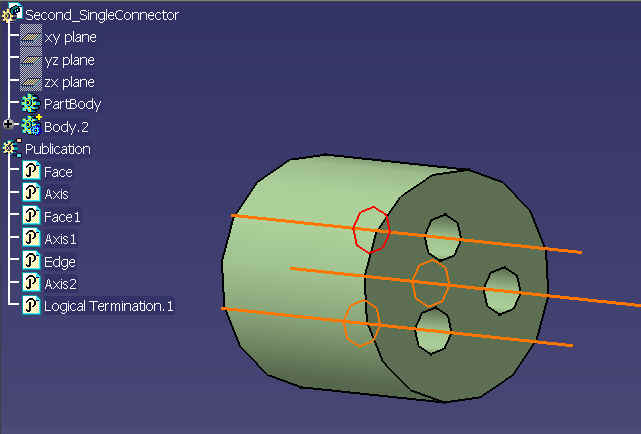 Second_SingleConnector
xy plane
yz plane
zx plane
PartBody
Body.2
Publication
Face
Axis
Face1
Axis1
Edge
Axis2
Logical Termination.1